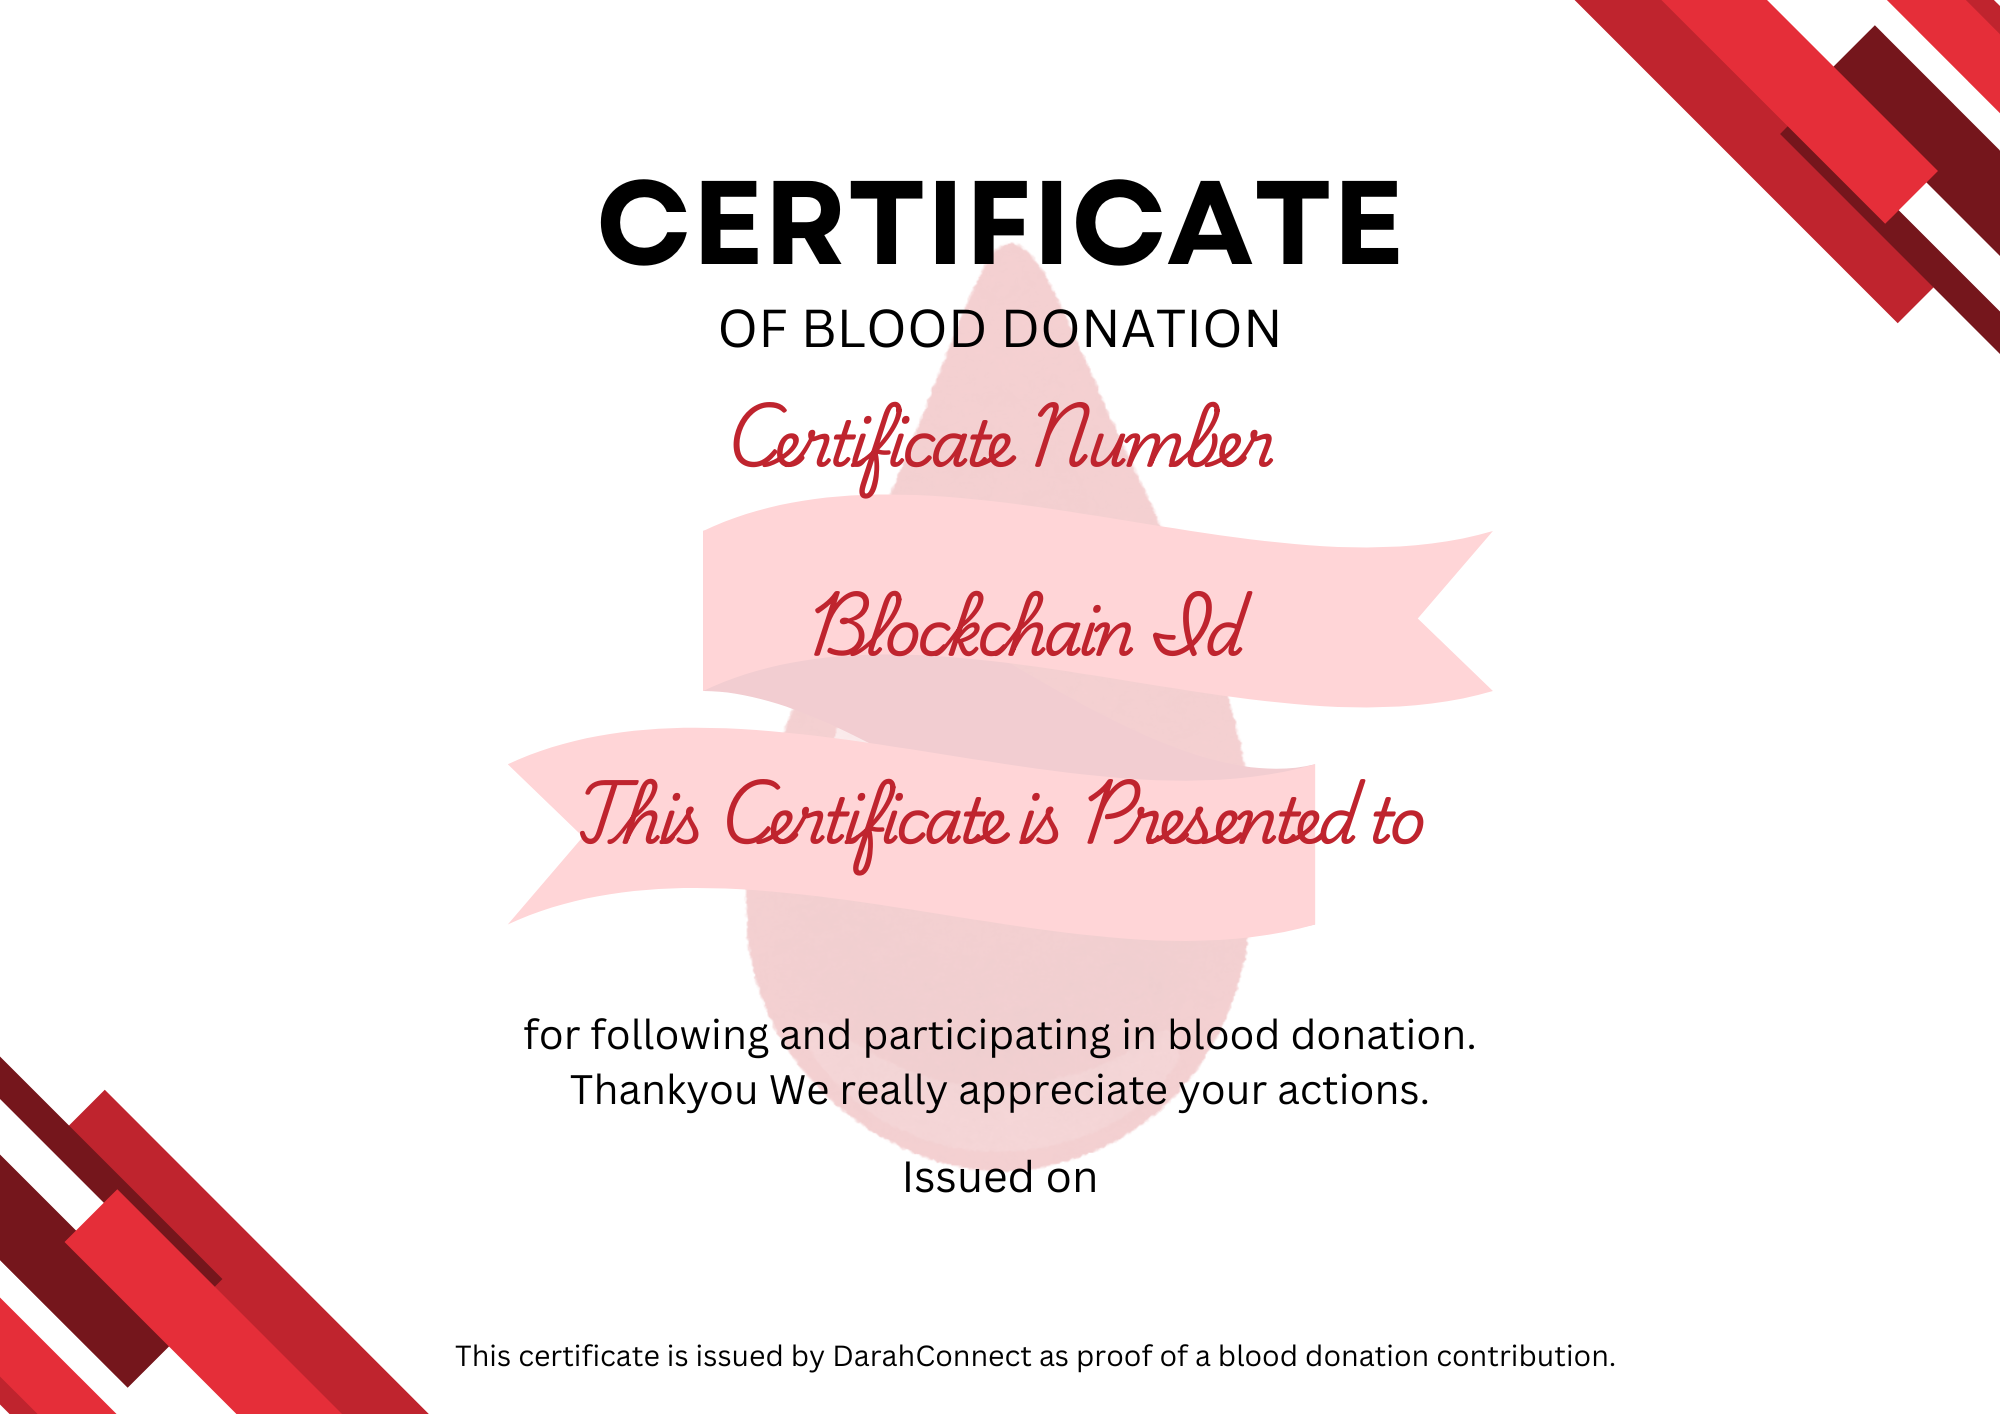 CERTIFICATE
OF BLOOD DONATION
Certificate Number
Blockchain Id
This Certificate is Presented to
for following and participating in blood donation.
Thankyou We really appreciate your actions.
Issued on
This certificate is issued by DarahConnect as proof of a blood donation contribution.